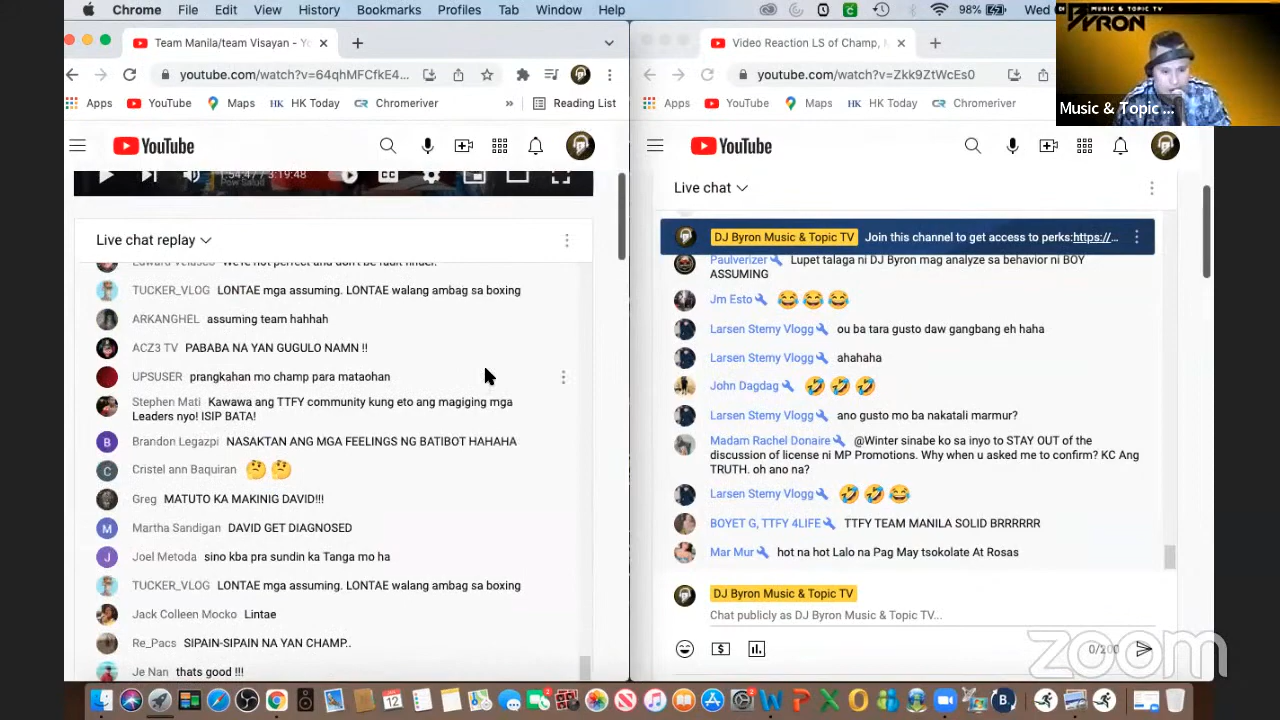 Chrome File Edit View History Bookmarks Profiles Tab Window Help
98% Wed
MUSIC & TOPIC TV
BYRON
Music & Topic ...
Team Manila/team Visayan - Yo
Video Reaction LS of Champ, M
youtube.com/watch?v=64qhMFCfkE4...
youtube.com/watch?v=Zkk9ZtWcEs0
Apps YouTube Maps HK Today Chromeriver » Reading List
Apps YouTube Maps HK Today Chromeriver
YouTube
YouTube
1:54:47 / 3:19:48
Live chat replay
Edward Velasco We're not perfect and don't be fault finder.
TUCKER_VLOG LONTAE mga assuming. LONTAE walang ambag sa boxing
ARKANGHEL assuming team hahhah
ACZ3 TV PABABA NA YAN GUGULO NAMN !!
UPSUSER prangkahan mo champ para mataohan
Stephen Mati Kawawa ang TTFY community kung eto ang magiging mga
Leaders nyo! ISIP BATA!
Brandon Legazpi NASAKTAN ANG MGA FEELINGS NG BATIBOT HAHAHA
Cristel ann Baquiran 🤔🤔
Greg MATUTO KA MAKINIG DAVID!!!
Martha Sandigan DAVID GET DIAGNOSED
Joel Metoda sino kba pra sundin ka Tanga mo ha
TUCKER_VLOG LONTAE mga assuming. LONTAE walang ambag sa boxing
Jack Colleen Mocko Lintae
Re_Pacs SIPAIN-SIPAIN NA YAN CHAMP..
Je Nan thats good !!!
Live chat
DJ Byron Music & Topic TV Join this channel to get access to perks:https://...
Paulverizer Lupet talaga ni DJ Byron mag analyze sa behavior ni BOY
ASSUMING
Jm Esto 😂😂😂
Larsen Stemy Vlogg ou ba tara gusto daw gangbang eh haha
Larsen Stemy Vlogg ahahaha
John Dagdag 🤣🤣🤣
Larsen Stemy Vlogg ano gusto mo ba nakatali marmur?
Madam Rachel Donaire @Winter sinabe ko sa inyo to STAY OUT of the
discussion of license ni MP Promotions. Why when u asked me to confirm? KC Ang
TRUTH. oh ano na?
Larsen Stemy Vlogg 🤣🤣😂
BOYET G, TTFY 4LIFE TTFY TEAM MANILA SOLID BRRRRRR
Mar Mur hot na hot Lalo na Pag May tsokolate At Rosas
DJ Byron Music & Topic TV
Chat publicly as DJ Byron Music & Topic TV...
0/200
zoom